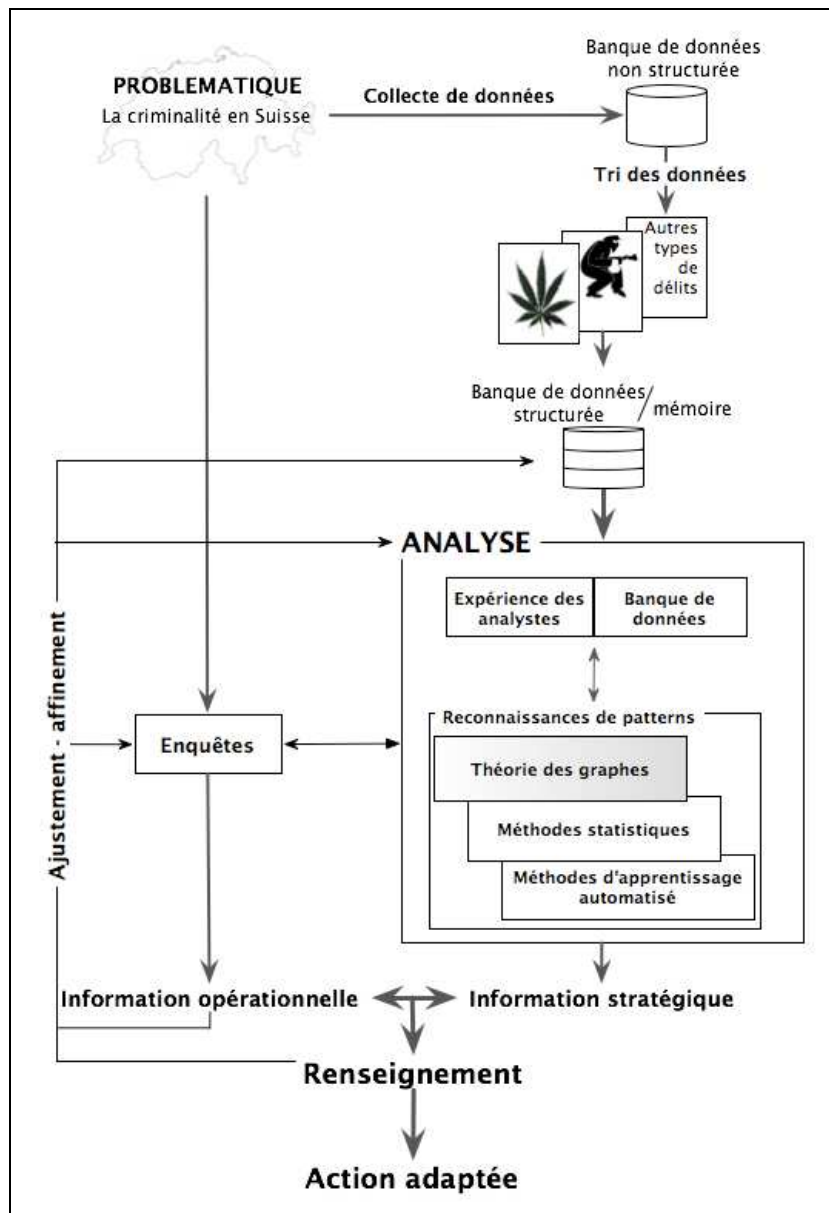 Banque de données
non structurée
PROBLEMATIQUE
La criminalité en Suisse
Collecte de données
Tri des données
Autres
types
de
délits
Banque de données
structurée
/mémoire
ANALYSE
Expérience des
analystes
Banque de
données
Reconnaissances de patterns
Théorie des graphes
Méthodes statistiques
Méthodes d'apprentissage
automatisé
Enquêtes
Ajustement - affinement
Information opérationnelle
Information stratégique
Renseignement
Action adaptée